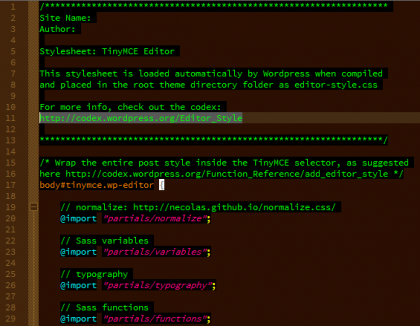 1 /*****************************************************************
2 Site Name:
3 Author:
4
5 Stylesheet: TinyMCE Editor
6
7 This stylesheet is loaded automatically by Wordpress when compiled
8 and placed in the root theme directory folder as editor-style.css
9
10 For more info, check out the codex:
11 http://codex.wordpress.org/Editor_Style
12
13 *****************************************************************/
14
15 /* Wrap the entire post style inside the TinyMCE selector, as suggested
16 here http://codex.wordpress.org/Function_Reference/add_editor_style */
17 body#tinymce.wp-editor {
18
19 // normalize: http://necolas.github.io/normalize.css/
20 @import "partials/normalize";
21
22 // Sass variables
23 @import "partials/variables";
24
25 // typography
26 @import "partials/typography";
27
28 // Sass functions
29 @import "partials/functions";